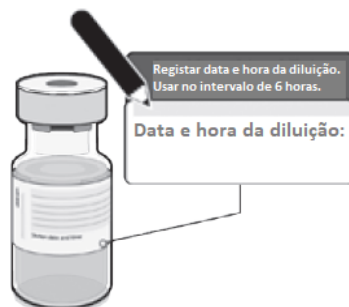 Registar data e hora da diluição.
Usar no intervalo de 6 horas.
Data e hora da diluição: